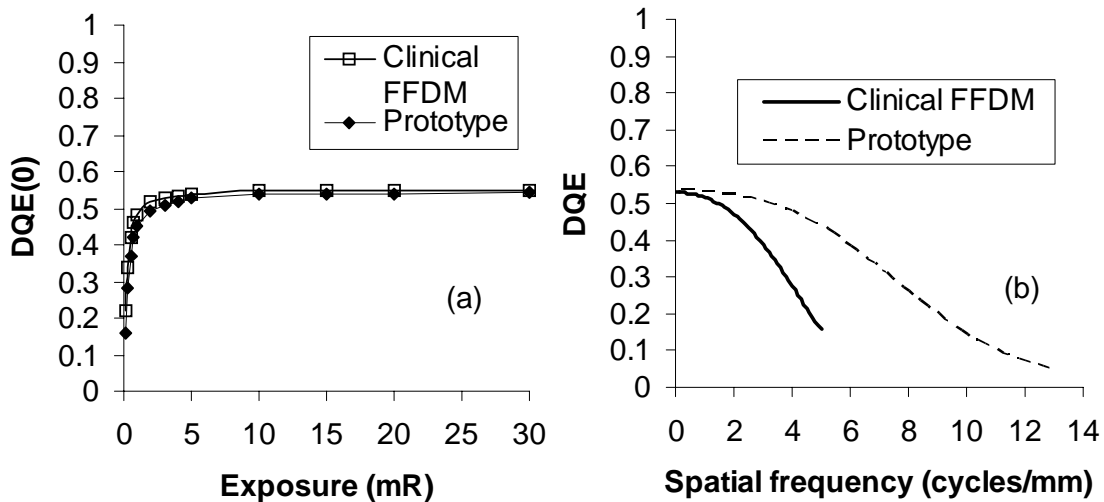 1
0.9
0.8
0.7
0.6
0.5
0.4
0.3
0.2
0.1
0
DQE(0)
Clinical
FFDM
Prototype
(a)
0 5 10 15 20 25 30
Exposure (mR)
1
0.9
0.8
0.7
0.6
0.5
0.4
0.3
0.2
0.1
0
DQE
Clinical FFDM
Prototype
(b)
0 2 4 6 8 10 12 14
Spatial frequency (cycles/mm)